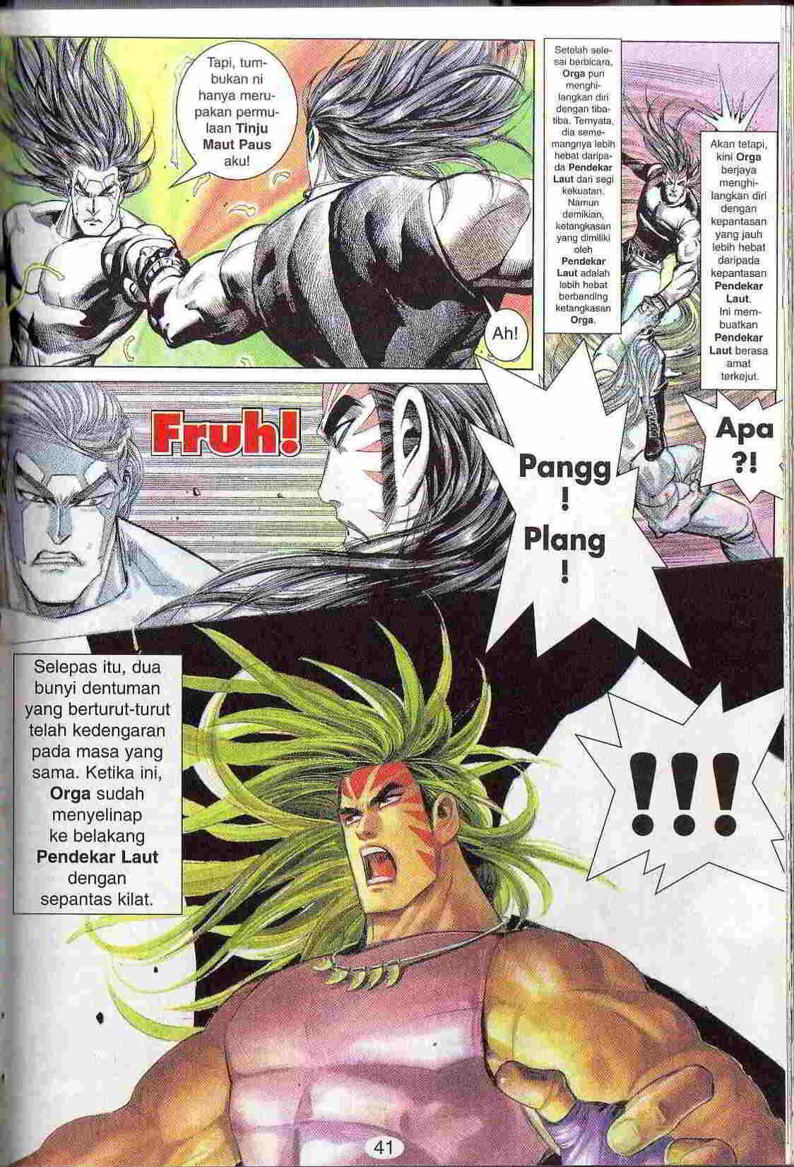 Tapi, tum-
bukan ni
hanya meru-
pakan permu-
laan Tinju
Maut Paus
aku!
Ah!
Setelah sele-
sai berbicara,
Orga pun
menghi-
langkan diri
dengan tiba-
tiba. Ternyata,
dia seme-
mangnya lebih
hebat daripa-
da Pendekar
Laut dari segi
kekuatan.
Namun
demikian,
ketangkasan
yang dimiliki
oleh
Pendekar
Laut adalah
lebih hebat
berbanding
ketangkasan
Orga.
Akan tetapi,
kini Orga
berjaya
menghi-
langkan diri
dengan
kepantasan
yang jauh
lebih hebat
daripada
kepantasan
Pendekar
Laut.
Ini mem-
buatkan
Pendekar
Laut berasa
amat
terkejut.
Apa
?!
Fruh!
Pangg
!
Plang
!
Selepas itu, dua
bunyi dentuman
yang berturut-turut
telah kedengaran
pada masa yang
sama. Ketika ini,
Orga sudah
menyelinap
ke belakang
Pendekar Laut
dengan
sepantas kilat.
!!!
41